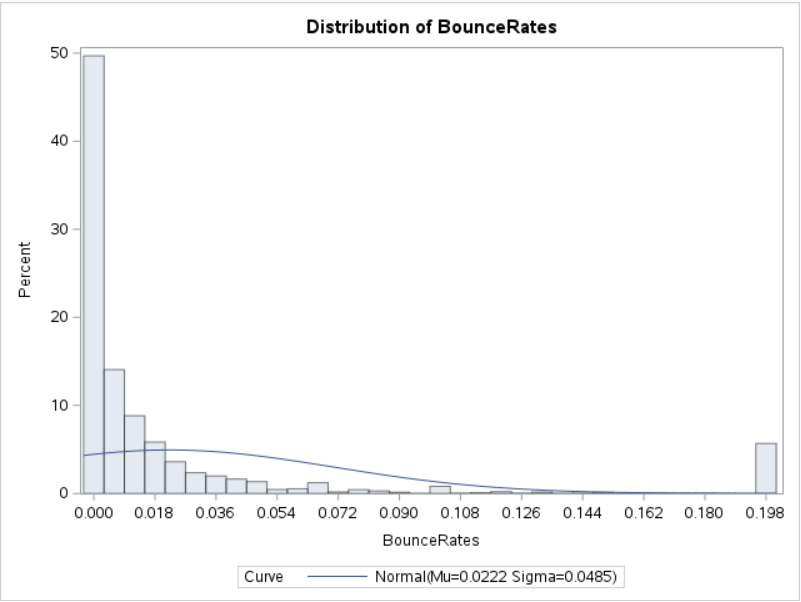 Distribution of BounceRates
50
40
30
20
10
0
Percent
0.000 0.018 0.036 0.054 0.072 0.090 0.108 0.126 0.144 0.162 0.180 0.198
BounceRates
Curve Normal(Mu=0.0222 Sigma=0.0485)